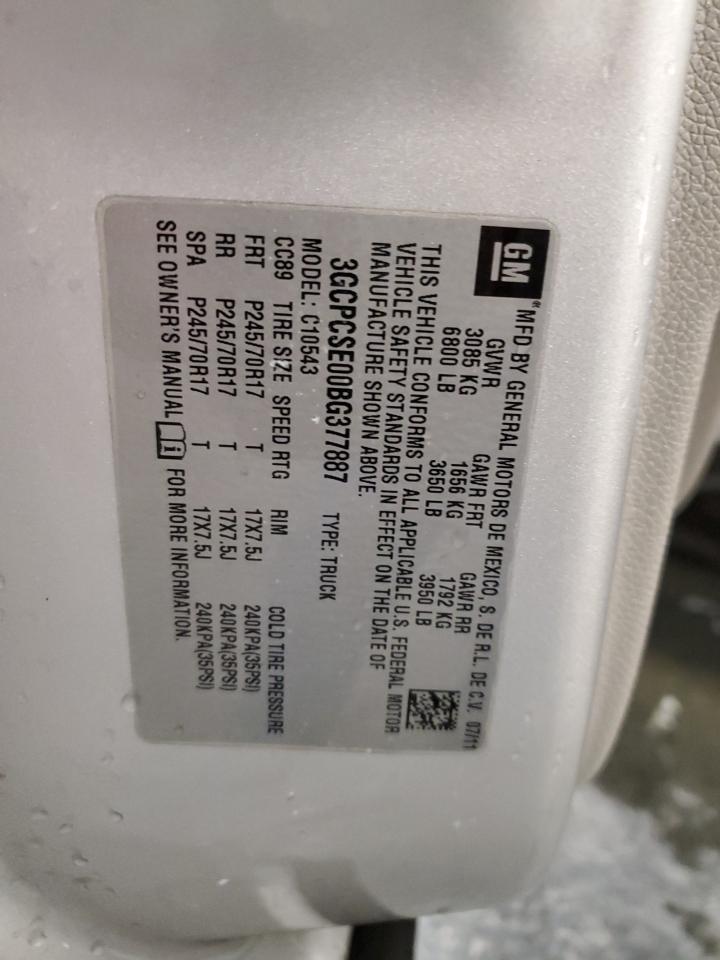 GM® MFD BY GENERAL MOTORS DE MEXICO, S. DE R.L. DE C.V. 07/11
GVWR GAWR FRT GAWR RR
3085 KG 1656 KG 1792 KG
6800 LB 3650 LB 3950 LB
THIS VEHICLE CONFORMS TO ALL APPLICABLE U.S. FEDERAL MOTOR
VEHICLE SAFETY STANDARDS IN EFFECT ON THE DATE OF
MANUFACTURE SHOWN ABOVE.
3GCPCSE00BG377887 TYPE: TRUCK
MODEL: C10543
CC89 TIRE SIZE SPEED RTG RIM COLD TIRE PRESSURE
FRT P245/70R17 T 17X7.5J 240KPA(35PSI)
RR P245/70R17 T 17X7.5J 240KPA(35PSI)
SPA P245/70R17 T 17X7.5J 240KPA(35PSI)
SEE OWNER'S MANUAL i FOR MORE INFORMATION.